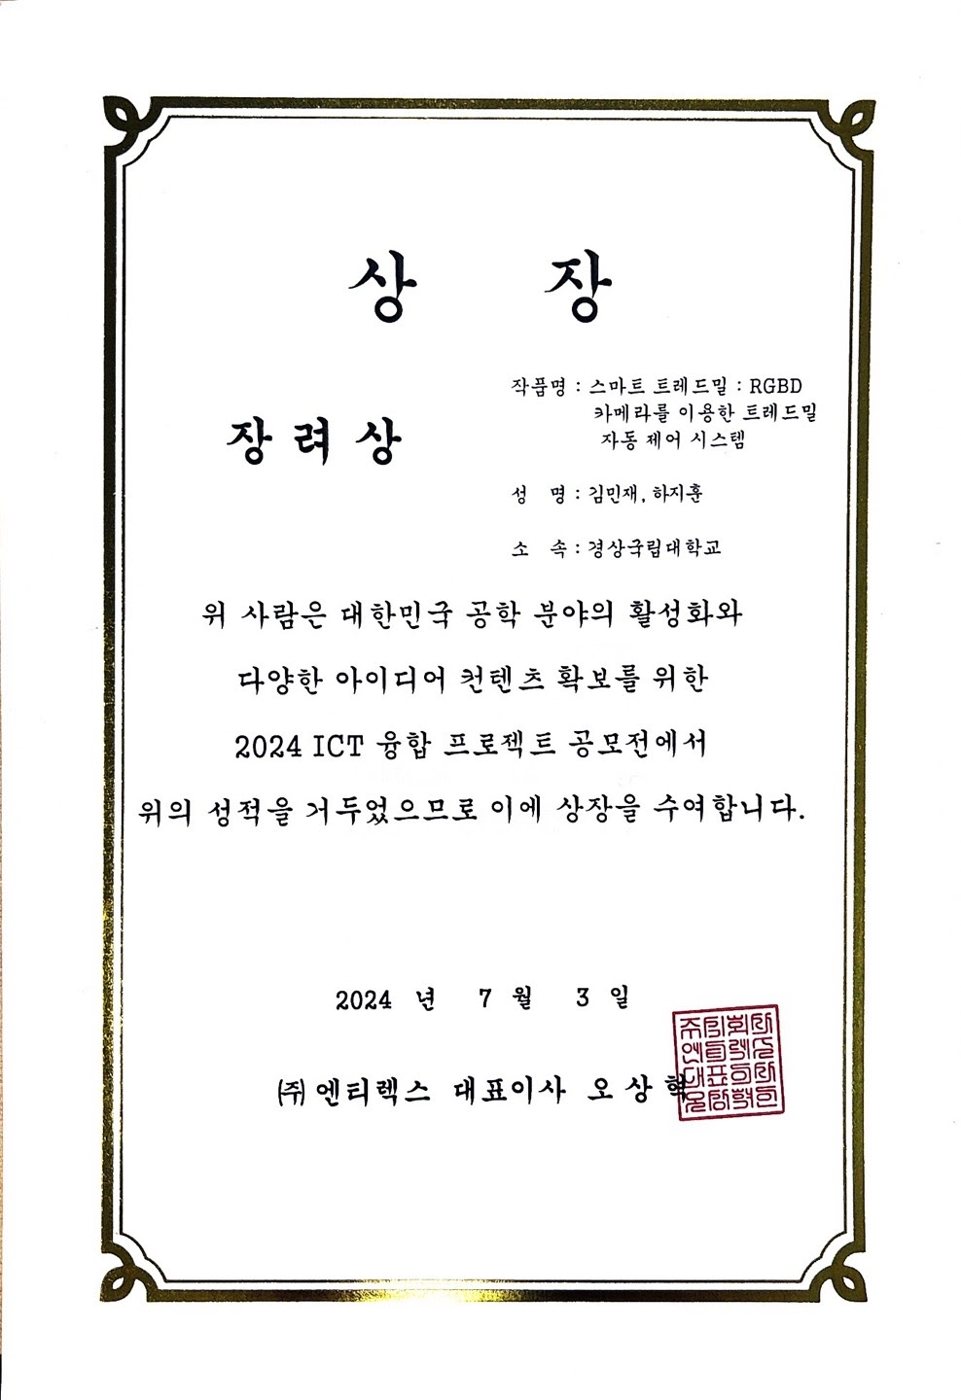 상 장
장 려 상
작품명 : 스마트 트레드밀 : RGBD
카메라를 이용한 트레드밀
자동 제어 시스템
성 명 : 김민재, 하지훈
소 속 : 경상국립대학교
위 사람은 대한민국 공학 분야의 활성화와
다양한 아이디어 컨텐츠 확보를 위한
2024 ICT 융합 프로젝트 공모전에서
위의 성적을 거두었으므로 이에 상장을 수여합니다.
2024 년 7 월 3 일
㈜ 엔티렉스 대표이사 오 상 혁